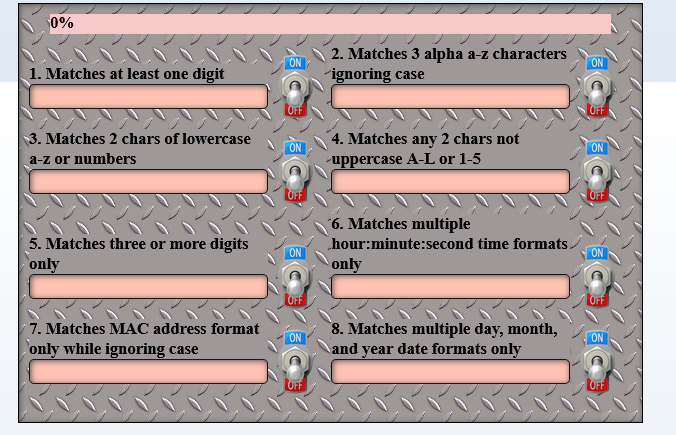 0%
1. Matches at least one digit
ON
OFF
2. Matches 3 alpha a-z characters
ignoring case
ON
OFF
3. Matches 2 chars of lowercase
a-z or numbers
ON
OFF
4. Matches any 2 chars not
uppercase A-L or 1-5
ON
OFF
5. Matches three or more digits
only
ON
OFF
6. Matches multiple
hour:minute:second time formats
only
ON
OFF
7. Matches MAC address format
only while ignoring case
ON
OFF
8. Matches multiple day, month,
and year date formats only
ON
OFF